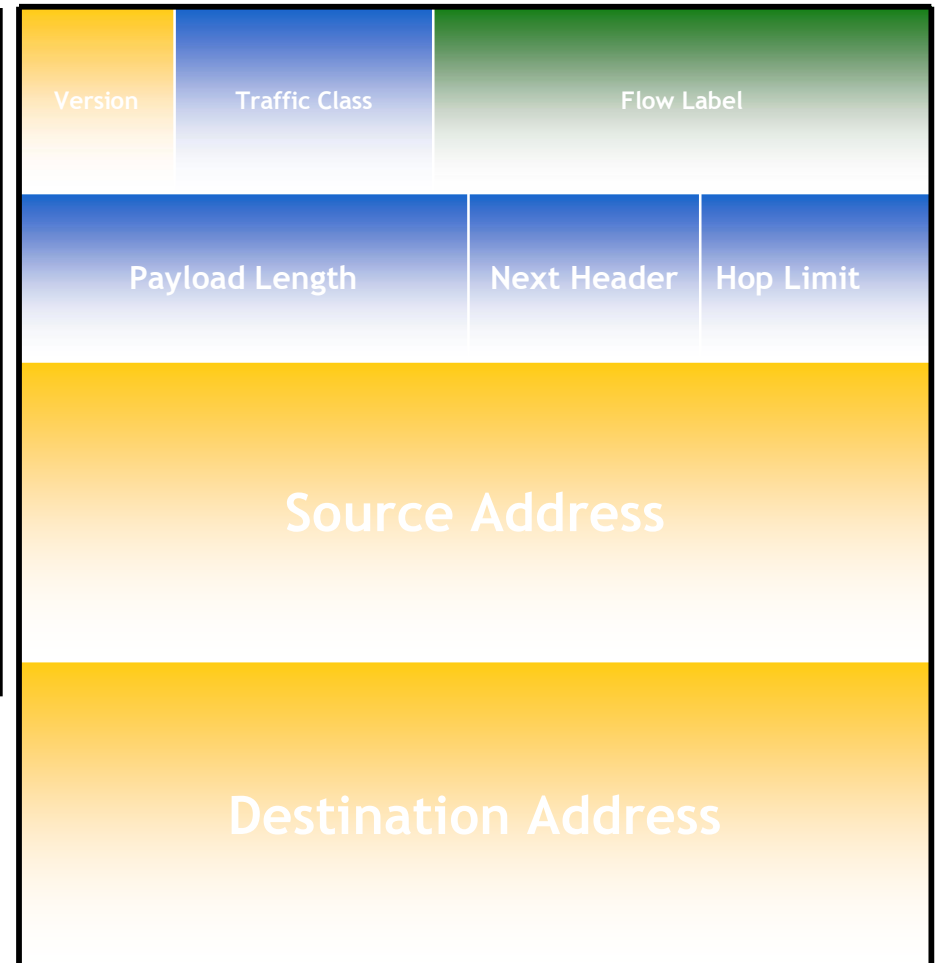 Version Traffic Class Flow Label
Payload Length Next Header Hop Limit
Source Address
Destination Address